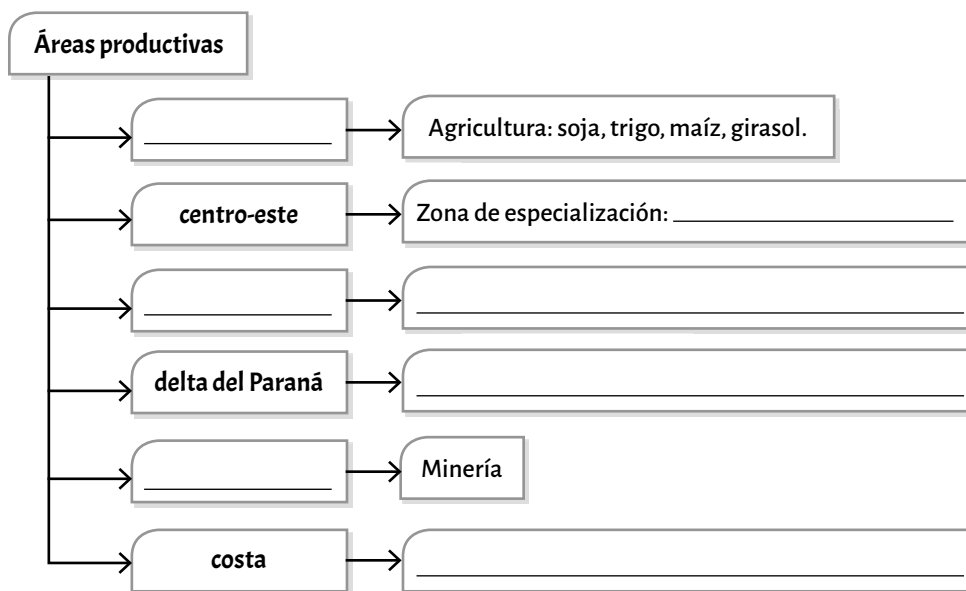 Áreas productivas
Agricultura: soja, trigo, maíz, girasol.
centro-este
Zona de especialización:
delta del Paraná
Minería
costa